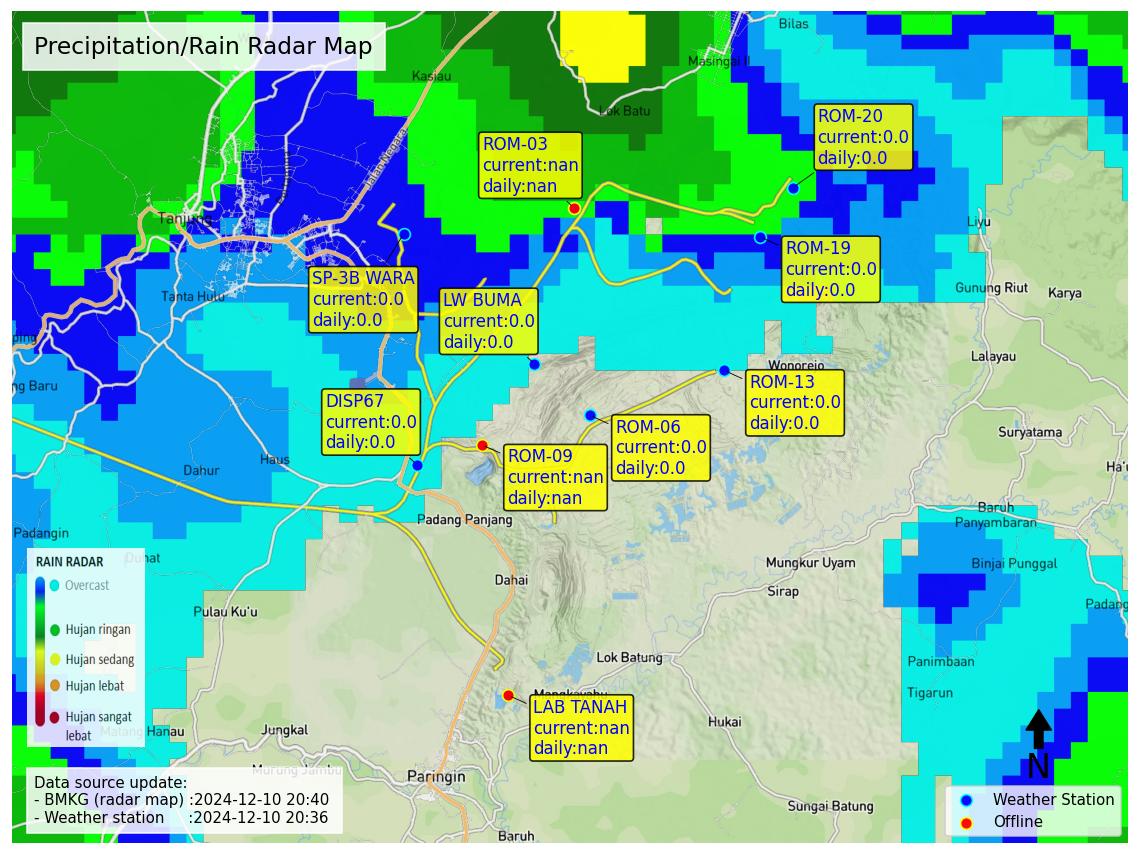 Precipitation/Rain Radar Map
Bilas
Masingai II
Kasiau
Lok Batu
Jalan Negara
ROM-20
current:0.0
daily:0.0
ROM-03
current:nan
daily:nan
Tanjung
Liyu
ROM-19
current:0.0
daily:0.0
SP-3B WARA
current:0.0
daily:0.0
LW BUMA
current:0.0
daily:0.0
Tanta Hulu
Gunung Riut
Karya
ping
Lalayau
Wonorejo
ng Baru
ROM-13
current:0.0
daily:0.0
DISP67
current:0.0
daily:0.0
ROM-06
current:0.0
daily:0.0
Suryatama
Haus
Dahur
ROM-09
current:nan
daily:nan
Ha'u
Baruh
Panyambaran
Padang Panjang
Padangin
Binjai Punggal
Mungkur Uyam
Dahai
Sirap
Padang
Pulau Ku'u
RAIN RADAR
Overcast
Hujan ringan
Hujan sedang
Hujan lebat
Hujan sangat
lebat
Lok Batung
Panimbaan
Tigarun
Mangkayahu
LAB TANAH
current:nan
daily:nan
Hukai
Jungkal
Matang Hanau
Murung Jambu
Paringin
N
Sungai Batung
Baruh
Data source update:
- BMKG (radar map) :2024-12-10 20:40
- Weather station :2024-12-10 20:36
Weather Station
Offline